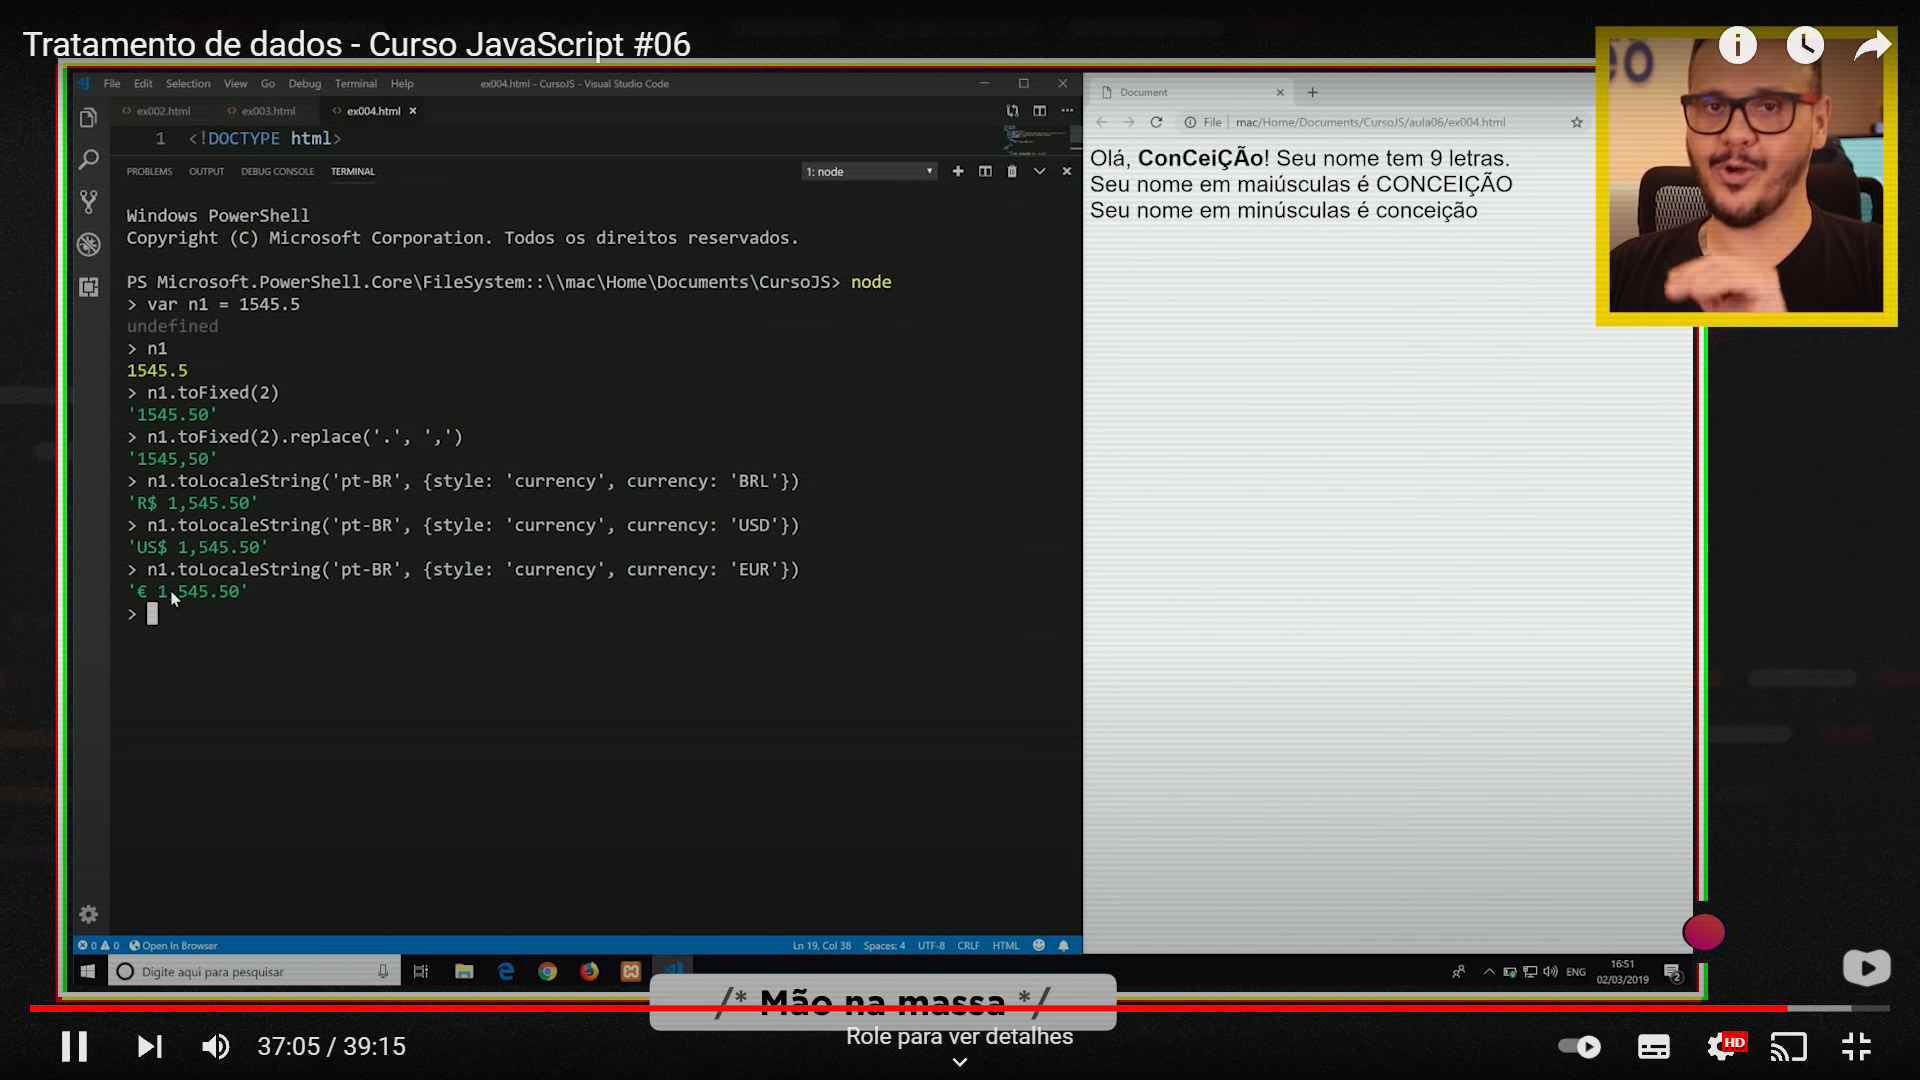 Tratamento de dados - Curso JavaScript #06
File Edit Selection View Go Debug Terminal Help
ex004.html - CursoJS - Visual Studio Code
ex002.html
ex003.html
ex004.html
1 <!DOCTYPE html>
PROBLEMS OUTPUT DEBUG CONSOLE TERMINAL
1: node
Windows PowerShell
Copyright (C) Microsoft Corporation. Todos os direitos reservados.
PS Microsoft.PowerShell.Core\FileSystem::\\mac\Home\Documents\CursoJS> node
> var n1 = 1545.5
undefined
> n1
1545.5
> n1.toFixed(2)
'1545.50'
> n1.toFixed(2).replace('.', ',')
'1545,50'
> n1.toLocaleString('pt-BR', {style: 'currency', currency: 'BRL'})
'R$ 1,545.50'
> n1.toLocaleString('pt-BR', {style: 'currency', currency: 'USD'})
'US$ 1,545.50'
> n1.toLocaleString('pt-BR', {style: 'currency', currency: 'EUR'})
'€ 1,545.50'
>
0 0 Open In Browser
Ln 19, Col 38 Spaces: 4 UTF-8 CRLF HTML
Document
File mac/Home/Documents/CursoJS/aula06/ex004.html
Olá, ConCeiÇÃo! Seu nome tem 9 letras.
Seu nome em maiúsculas é CONCEIÇÃO
Seu nome em minúsculas é conceição
Digite aqui para pesquisar
ENG
16:51
02/03/2019
2
/* Mão na massa */
37:05 / 39:15
Role para ver detalhes
HD